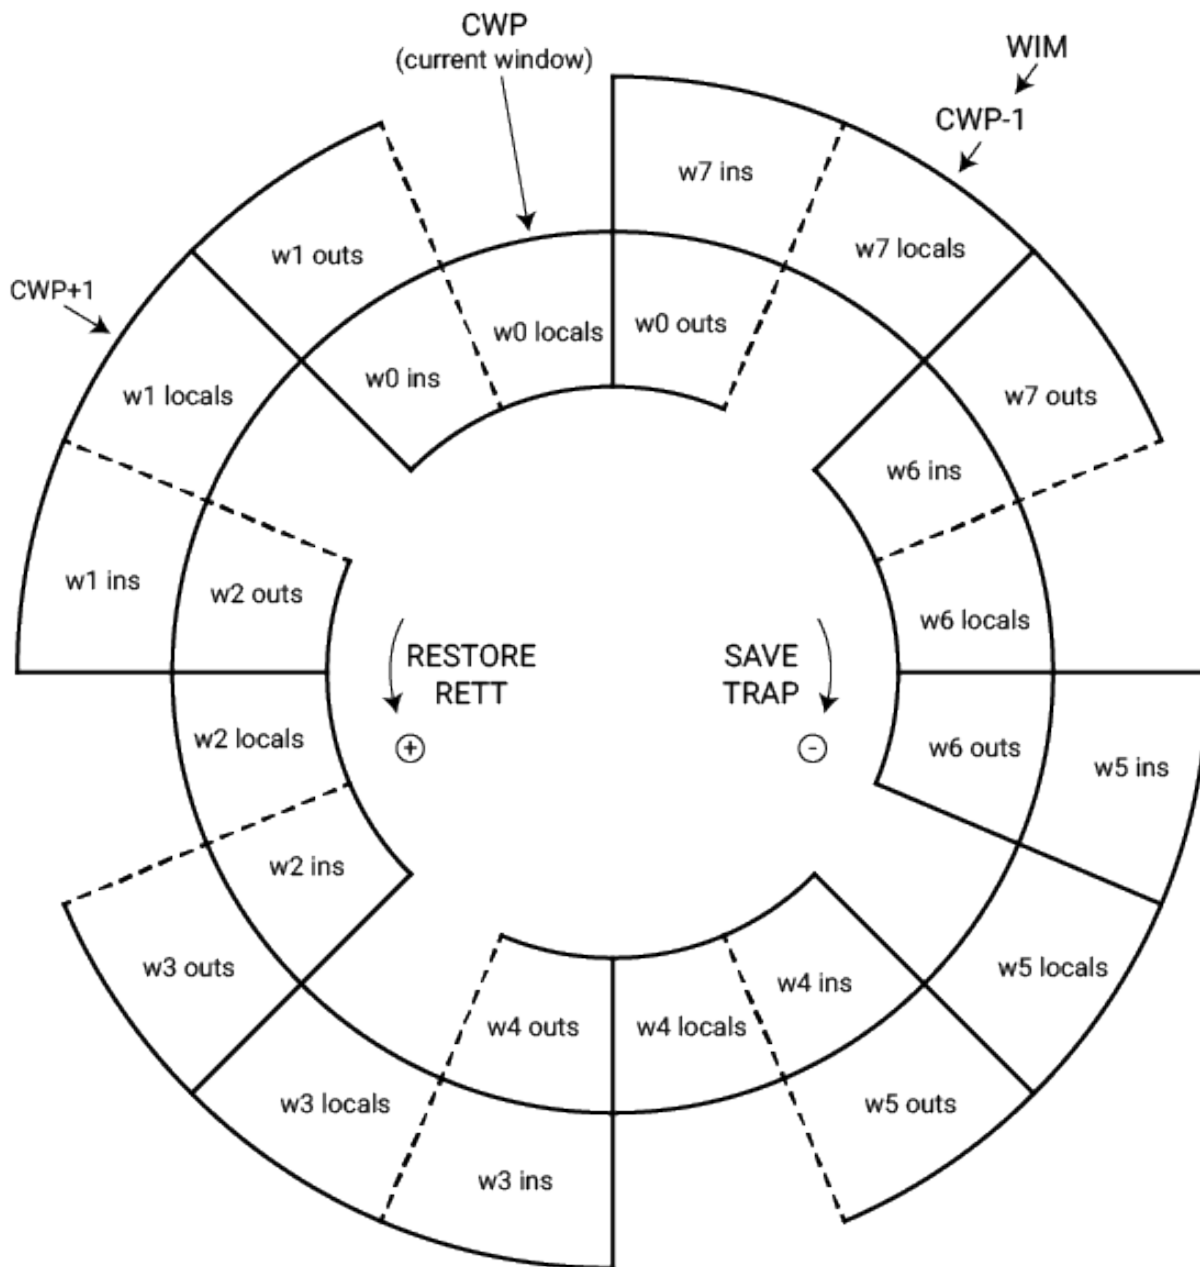 CWP
(current window)
WIM
CWP-1
w7 ins
w1 outs
w7 locals
CWP+1
w0 locals
w0 outs
w0 ins
w1 locals
w7 outs
w6 ins
w1 ins
w2 outs
w6 locals
RESTORE
RETT
+
SAVE
TRAP
-
w2 locals
w6 outs
w5 ins
w2 ins
w3 outs
w5 locals
w4 ins
w4 outs
w4 locals
w3 locals
w5 outs
w3 ins